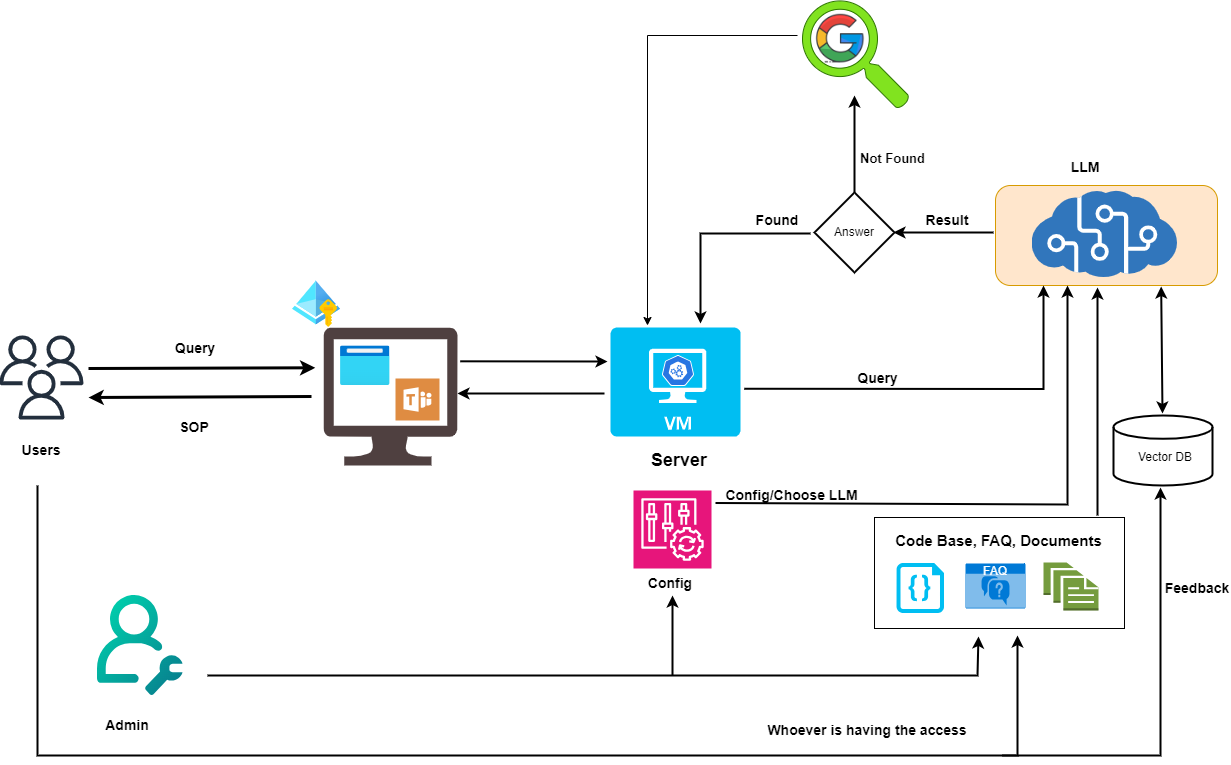 Not Found
LLM
Found
Answer
Result
Query
SOP
Users
VM
Server
Query
Vector DB
Config/Choose LLM
Config
Code Base, FAQ, Documents
FAQ
Feedback
Admin
Whoever is having the access